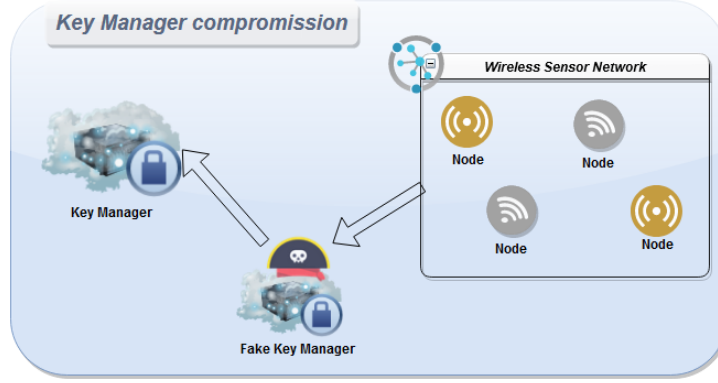 Key Manager compromission
Wireless Sensor Network
Node
Node
Node
Node
Key Manager
Fake Key Manager